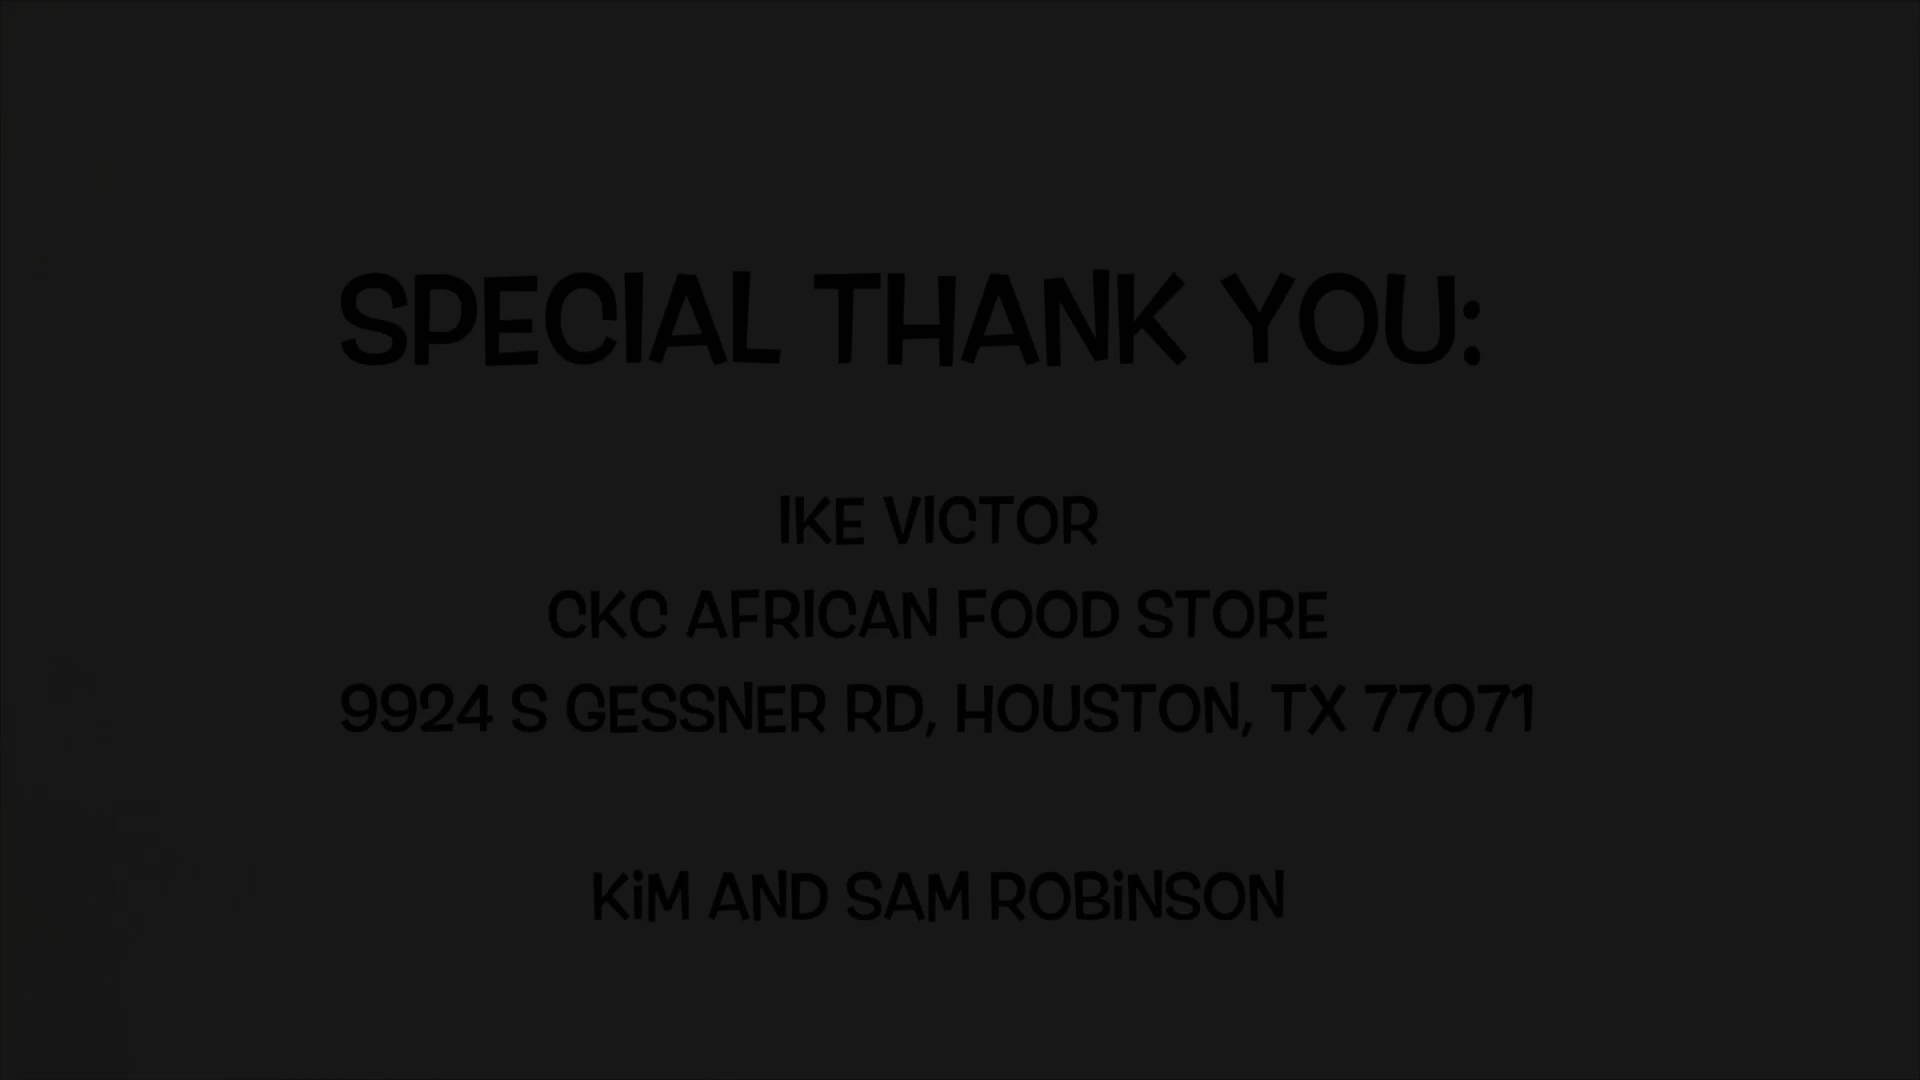 SPECIAL THANK YOU:
IKE VICTOR
CKC AFRICAN FOOD STORE
9924 S GESSNER RD, HOUSTON, TX 77071
KiM AND SAM ROBiNSON